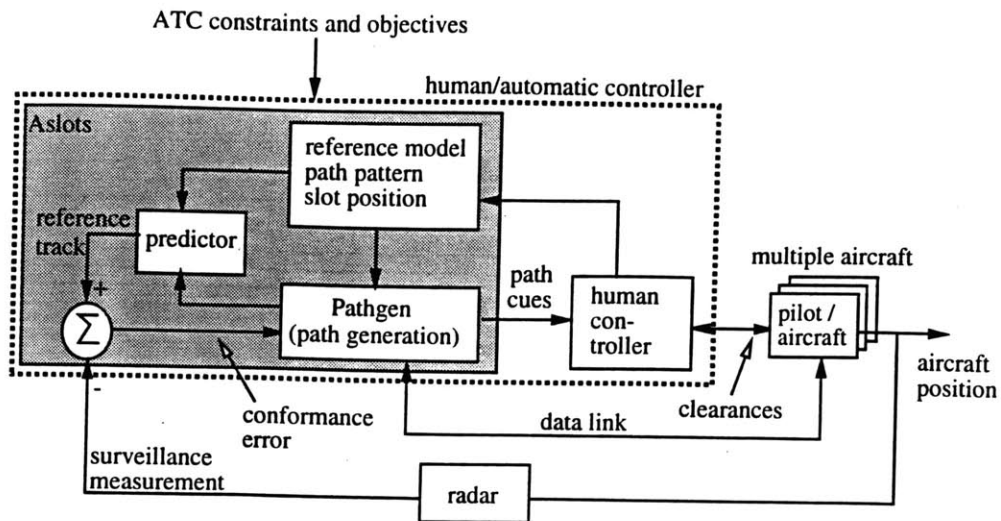 ATC constraints and objectives
human/automatic controller
Aslots
reference model
path pattern
slot position
reference
track
predictor
+
Σ
-
Pathgen
(path generation)
path
cues
human
con-
troller
multiple aircraft
pilot /
aircraft
aircraft
position
conformance
error
clearances
data link
surveillance
measurement
radar